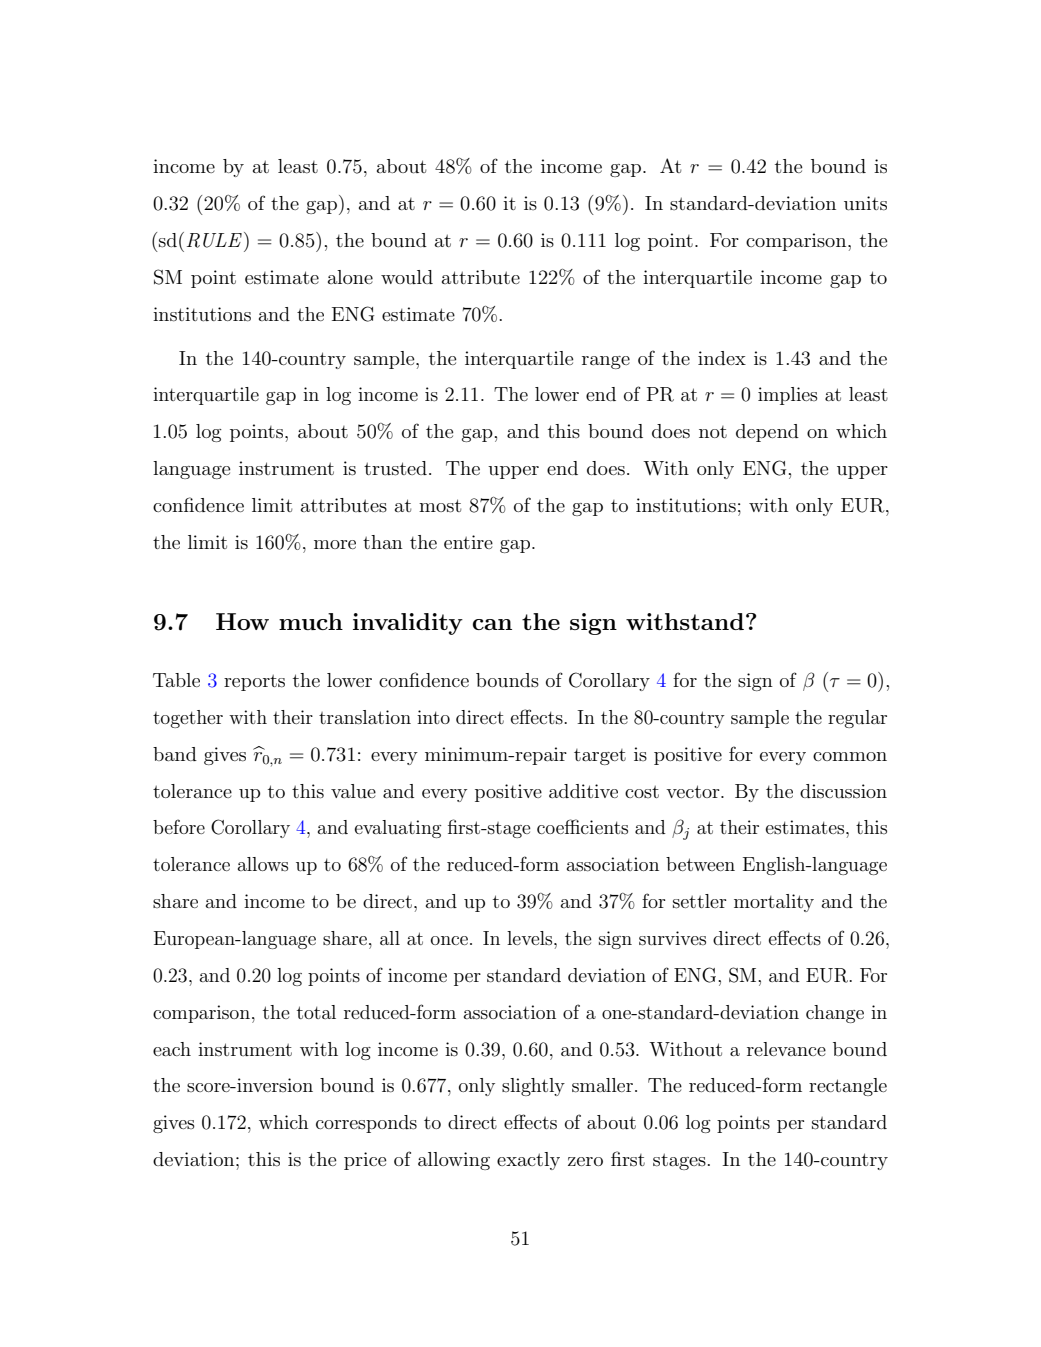 income by at least 0.75, about 48% of the income gap. At r = 0.42 the bound is
0.32 (20% of the gap), and at r = 0.60 it is 0.13 (9%). In standard-deviation units
(sd(RULE) = 0.85), the bound at r = 0.60 is 0.111 log point. For comparison, the
SM point estimate alone would attribute 122% of the interquartile income gap to
institutions and the ENG estimate 70%.
In the 140-country sample, the interquartile range of the index is 1.43 and the
interquartile gap in log income is 2.11. The lower end of PR at r = 0 implies at least
1.05 log points, about 50% of the gap, and this bound does not depend on which
language instrument is trusted. The upper end does. With only ENG, the upper
confidence limit attributes at most 87% of the gap to institutions; with only EUR,
the limit is 160%, more than the entire gap.
9.7 How much invalidity can the sign withstand?
Table 3 reports the lower confidence bounds of Corollary 4 for the sign of β (τ = 0),
together with their translation into direct effects. In the 80-country sample the regular
band gives r̂₀,ₙ = 0.731: every minimum-repair target is positive for every common
tolerance up to this value and every positive additive cost vector. By the discussion
before Corollary 4, and evaluating first-stage coefficients and βⱼ at their estimates, this
tolerance allows up to 68% of the reduced-form association between English-language
share and income to be direct, and up to 39% and 37% for settler mortality and the
European-language share, all at once. In levels, the sign survives direct effects of 0.26,
0.23, and 0.20 log points of income per standard deviation of ENG, SM, and EUR. For
comparison, the total reduced-form association of a one-standard-deviation change in
each instrument with log income is 0.39, 0.60, and 0.53. Without a relevance bound
the score-inversion bound is 0.677, only slightly smaller. The reduced-form rectangle
gives 0.172, which corresponds to direct effects of about 0.06 log points per standard
deviation; this is the price of allowing exactly zero first stages. In the 140-country
51